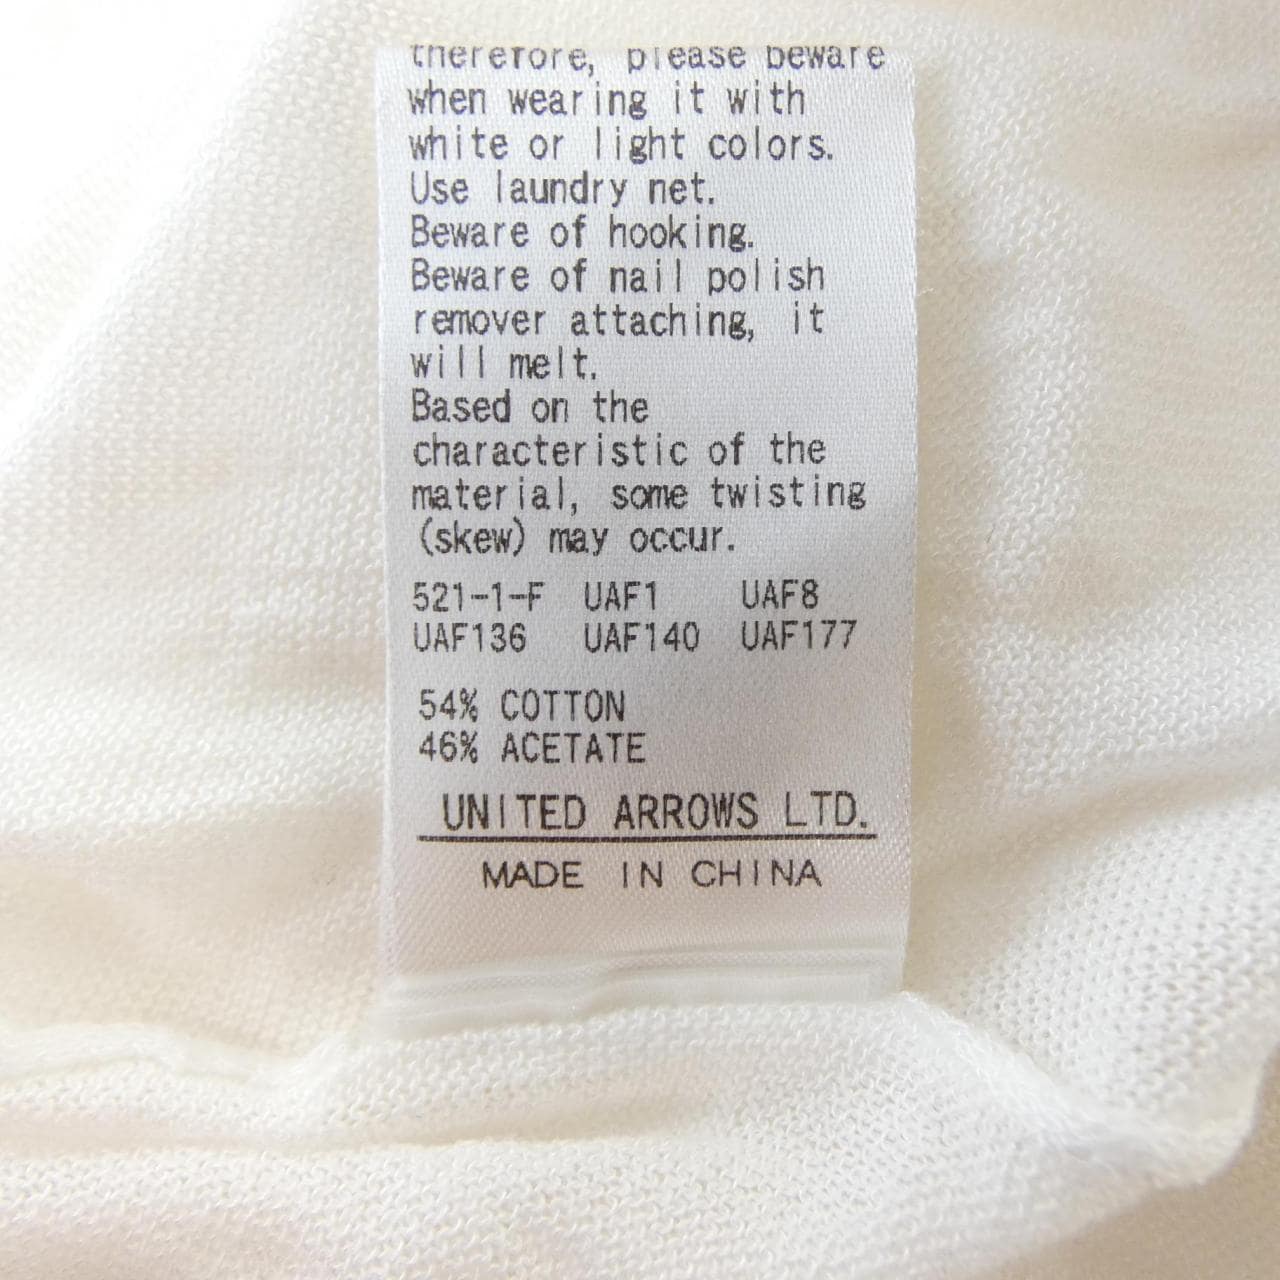 therefore, please beware
when wearing it with
white or light colors.
Use laundry net.
Beware of hooking.
Beware of nail polish
remover attaching, it
will melt.
Based on the
characteristic of the
material, some twisting
(skew) may occur.
521-1-F UAF1 UAF8
UAF136 UAF140 UAF177
54% COTTON
46% ACETATE
UNITED ARROWS LTD.
MADE IN CHINA